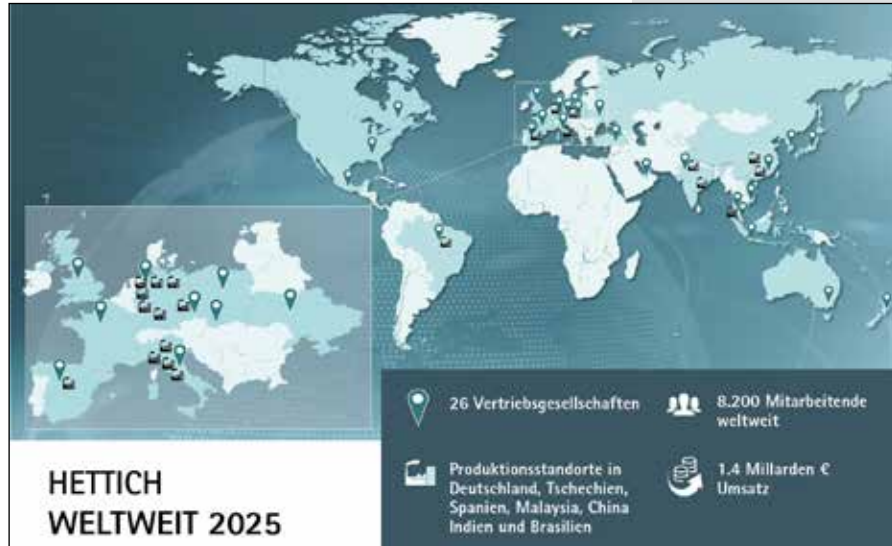 HETTICH
WELTWEIT 2025
26 Vertriebsgesellschaften
8.200 Mitarbeitende
weltweit
Produktionsstandorte in
Deutschland, Tschechien,
Spanien, Malaysia, China
Indien und Brasilien
1.4 Millarden €
Umsatz